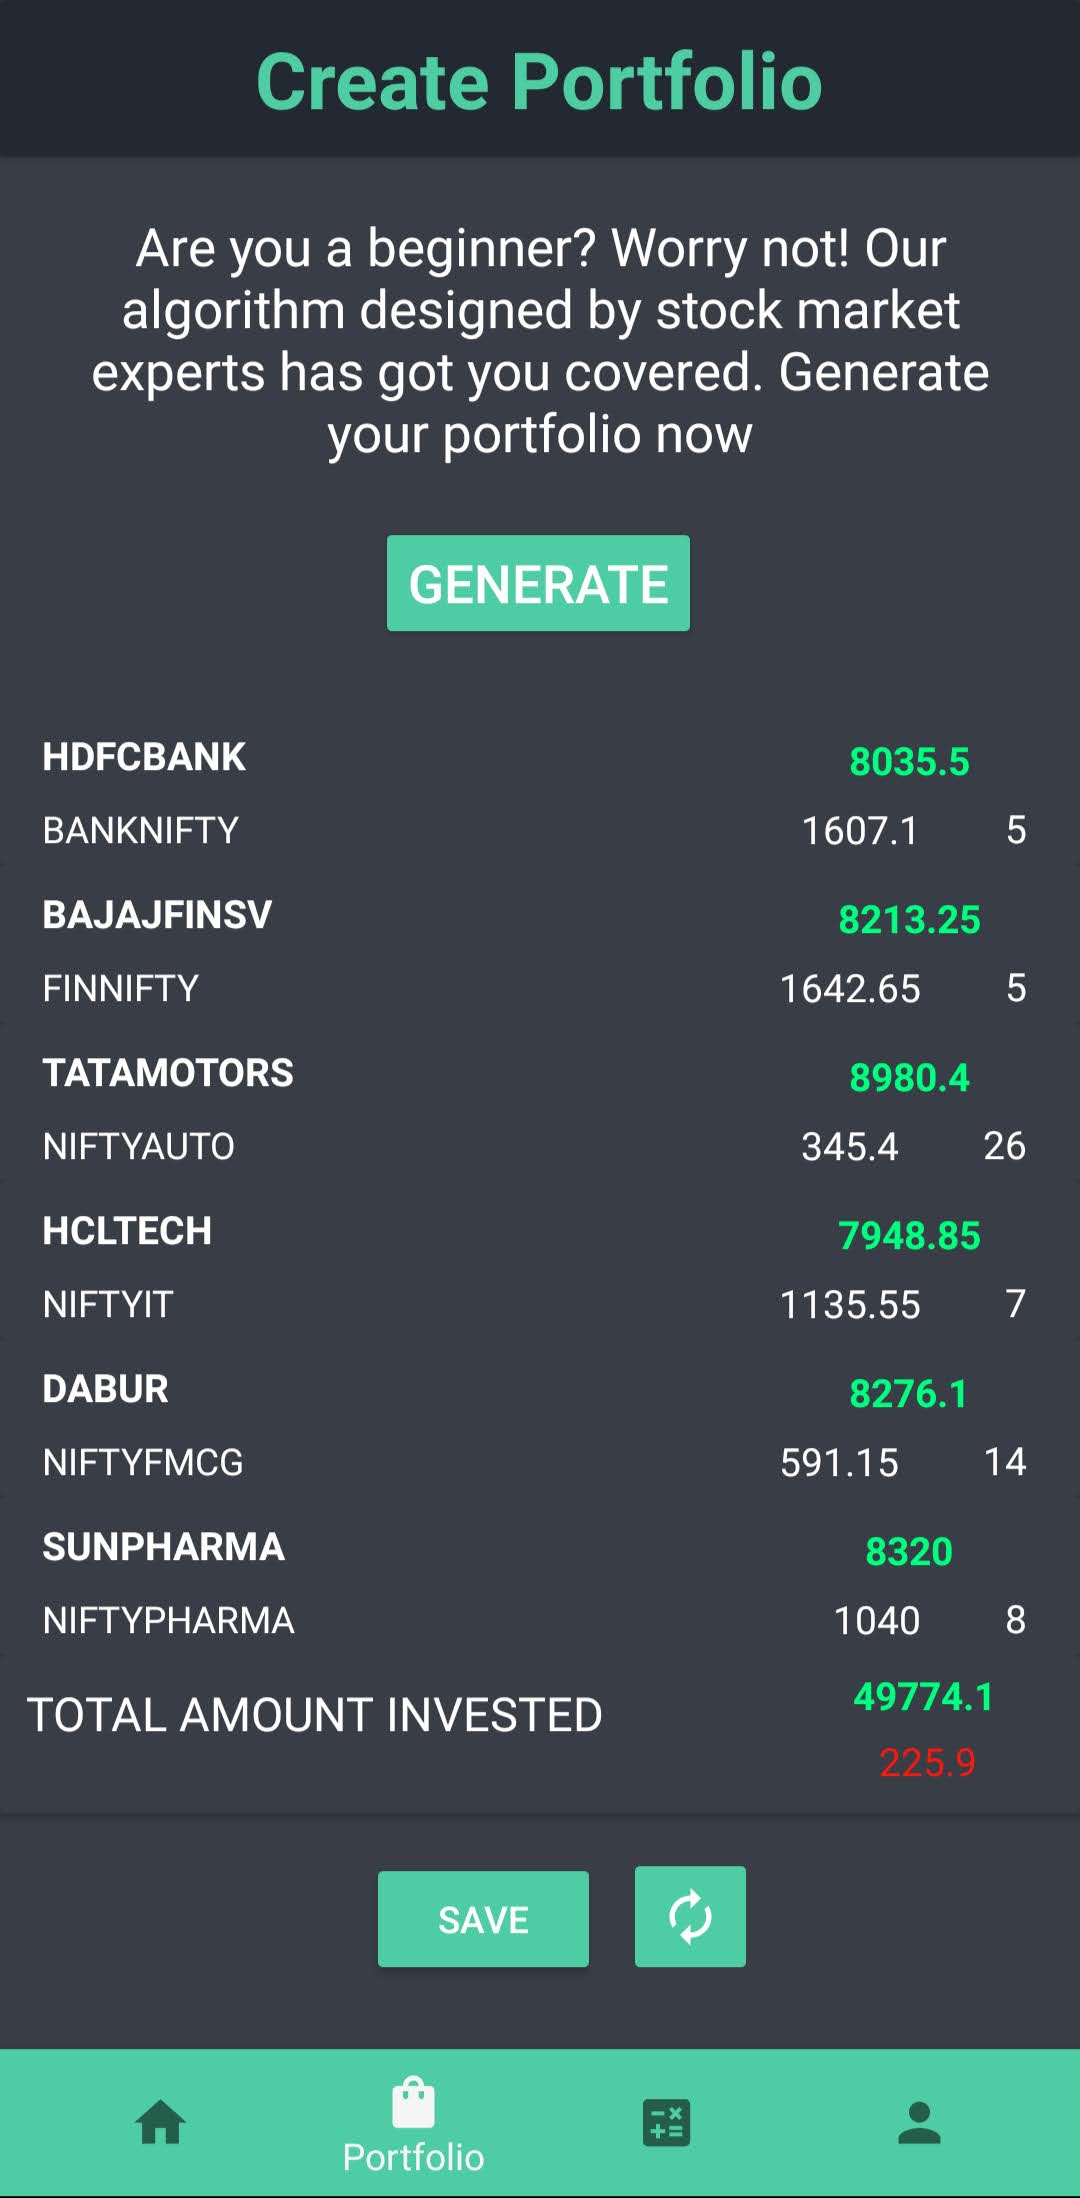 Create Portfolio
Are you a beginner? Worry not! Our
algorithm designed by stock market
experts has got you covered. Generate
your portfolio now
GENERATE
HDFCBANK 8035.5
BANKNIFTY 1607.1 5
BAJAJFINSV 8213.25
FINNIFTY 1642.65 5
TATAMOTORS 8980.4
NIFTYAUTO 345.4 26
HCLTECH 7948.85
NIFTYIT 1135.55 7
DABUR 8276.1
NIFTYFMCG 591.15 14
SUNPHARMA 8320
NIFTYPHARMA 1040 8
TOTAL AMOUNT INVESTED 49774.1
225.9
SAVE
Portfolio